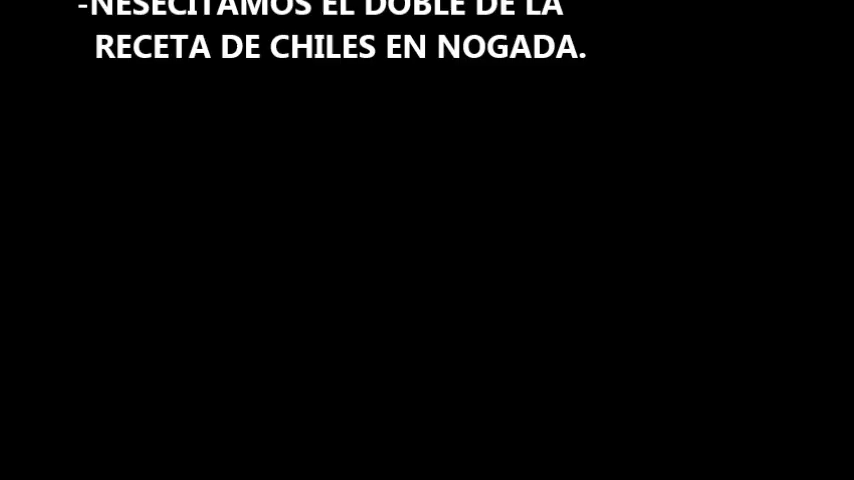 -NESECITAMOS EL DOBLE DE LA
RECETA DE CHILES EN NOGADA.